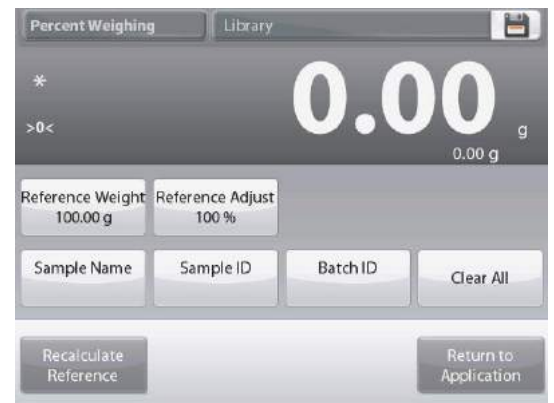 Percent Weighing
Library
*
0.00 g
>0<
0.00 g
Reference Weight
100.00 g
Reference Adjust
100 %
Sample Name
Sample ID
Batch ID
Clear All
Recalculate
Reference
Return to
Application